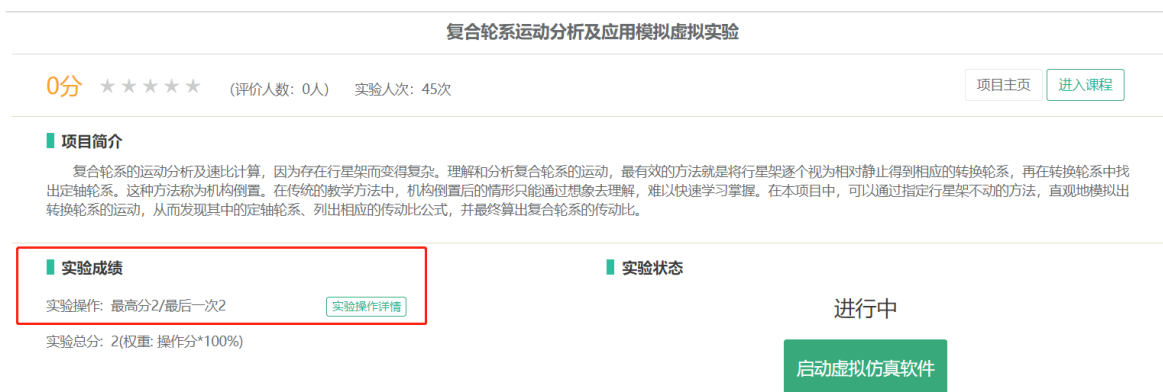 复合轮系运动分析及应用模拟虚拟实验
0分 (评价人数：0人) 实验人次：45次 项目主页 进入课程
项目简介
复合轮系的运动分析及速比计算，因为存在行星架而变得复杂。理解和分析复合轮系的运动，最有效的方法就是将行星架逐个视为相对静止得到相应的转换轮系，再在转换轮系中找
出定轴轮系。这种方法称为机构倒置。在传统的教学方法中，机构倒置后的情形只能通过想象去理解，难以快速学习掌握。在本项目中，可以通过指定行星架不动的方法，直观地模拟出
转换轮系的运动，从而发现其中的定轴轮系、列出相应的传动比公式，并最终算出复合轮系的传动比。
实验成绩 实验状态
实验操作: 最高分2/最后一次2 实验操作详情
进行中
实验总分: 2(权重: 操作分*100%)
启动虚拟仿真软件